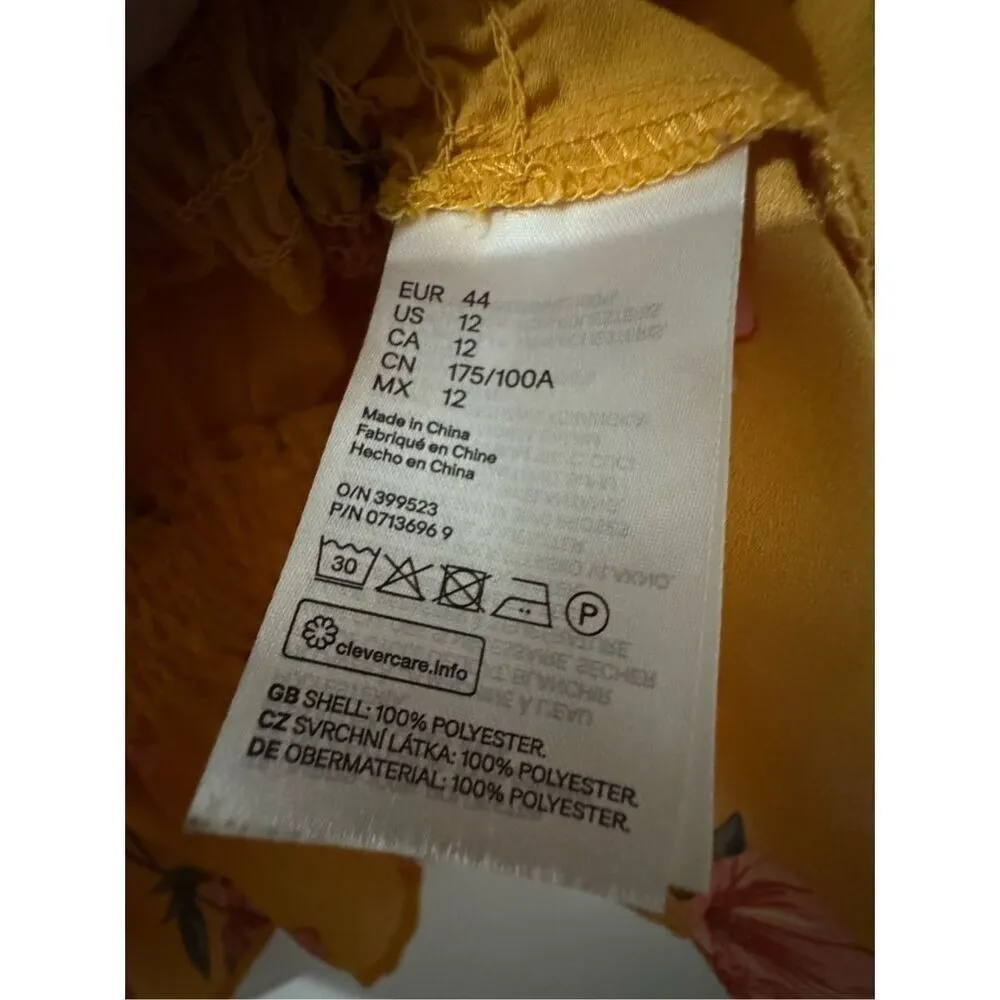 EUR 44
US 12
CA 12
CN 175/100A
MX 12
Made in China
Fabriqué en Chine
Hecho en China
O/N 399523
P/N 0713696 9
30
P
clevercare.info
GB SHELL: 100% POLYESTER.
CZ SVRCHNÍ LÁTKA: 100% POLYESTER.
DE OBERMATERIAL: 100% POLYESTER.